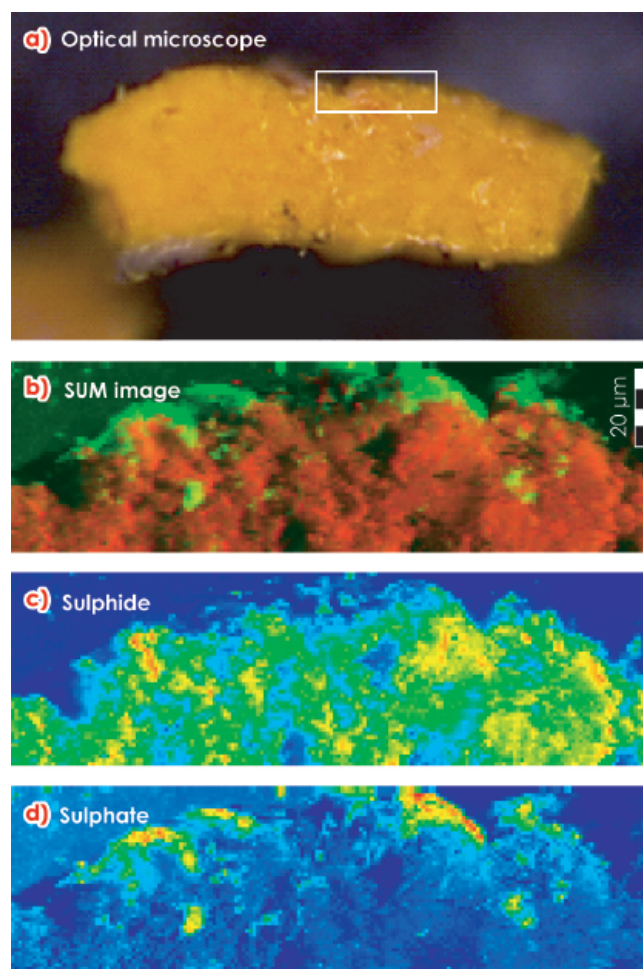 a) Optical microscope
b) SUM image
20 µm
c) Sulphide
d) Sulphate